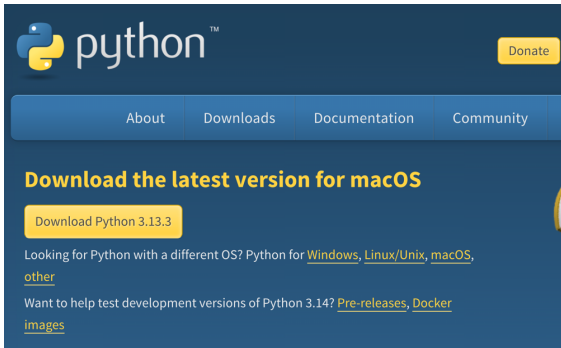 python™
Donate
About Downloads Documentation Community
Download the latest version for macOS
Download Python 3.13.3
Looking for Python with a different OS? Python for Windows, Linux/Unix, macOS,
other
Want to help test development versions of Python 3.14? Pre-releases, Docker
images